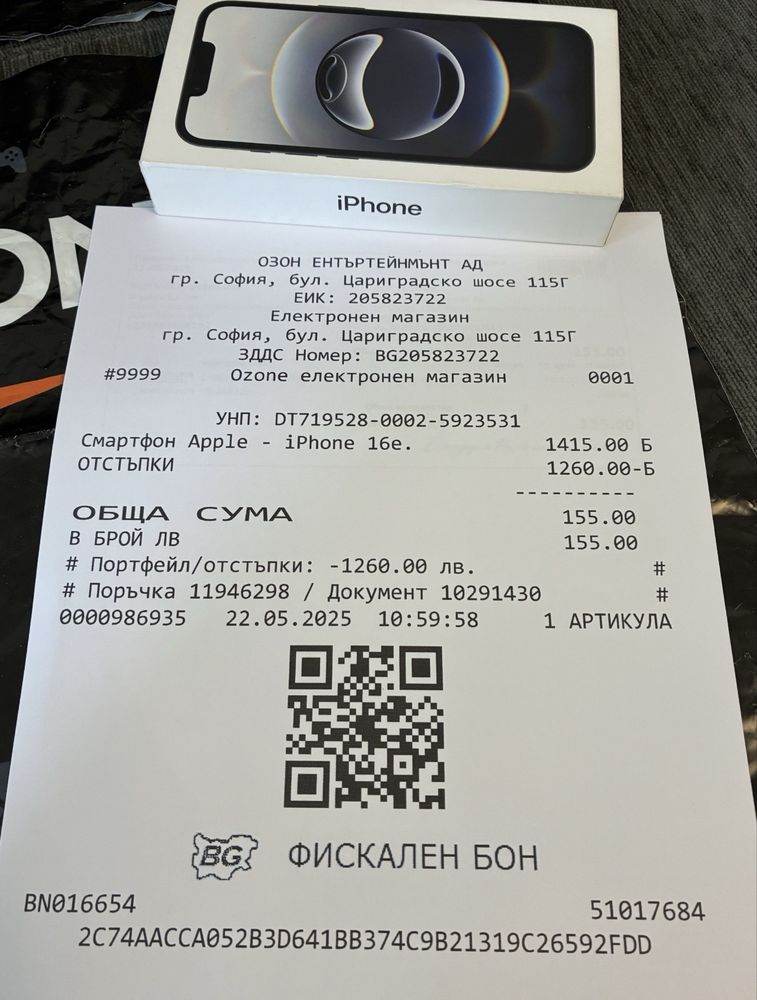 iPhone
ОЗОН ЕНТЪРТЕЙНМЪНТ АД
гр. София, бул. Цариградско шосе 115Г
ЕИК: 205823722
Електронен магазин
гр. София, бул. Цариградско шосе 115Г
ЗДДС Номер: BG205823722
#9999 Ozone електронен магазин 0001
УНП: DT719528-0002-5923531
Смартфон Apple - iPhone 16e. 1415.00 Б
ОТСТЪПКИ 1260.00-Б
----------
ОБЩА СУМА 155.00
В БРОЙ ЛВ 155.00
# Портфейл/отстъпки: -1260.00 лв. #
# Поръчка 11946298 / Документ 10291430 #
0000986935 22.05.2025 10:59:58 1 АРТИКУЛА
BG ФИСКАЛЕН БОН
BN016654 51017684
2C74AACCA052B3D641BB374C9B21319C26592FDD